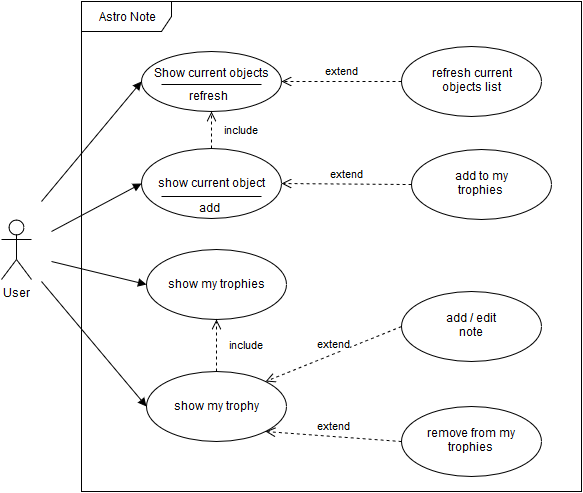 Astro Note
Show current objects
refresh
extend
refresh current
objects list
include
show current object
add
extend
add to my
trophies
User
show my trophies
include
extend
add / edit
note
show my trophy
extend
remove from my
trophies